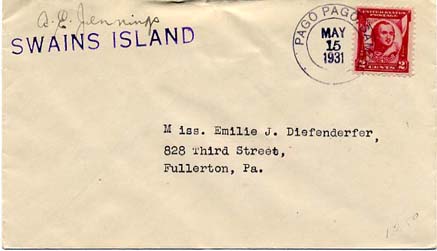 A. E. Jennings
SWAINS ISLAND
PAGO PAGO
MAY
15
1931
UNITED STATES
POSTAGE
2 CENTS 2
Miss. Emilie J. Diefenderfer,
828 Third Street,
Fullerton, Pa.